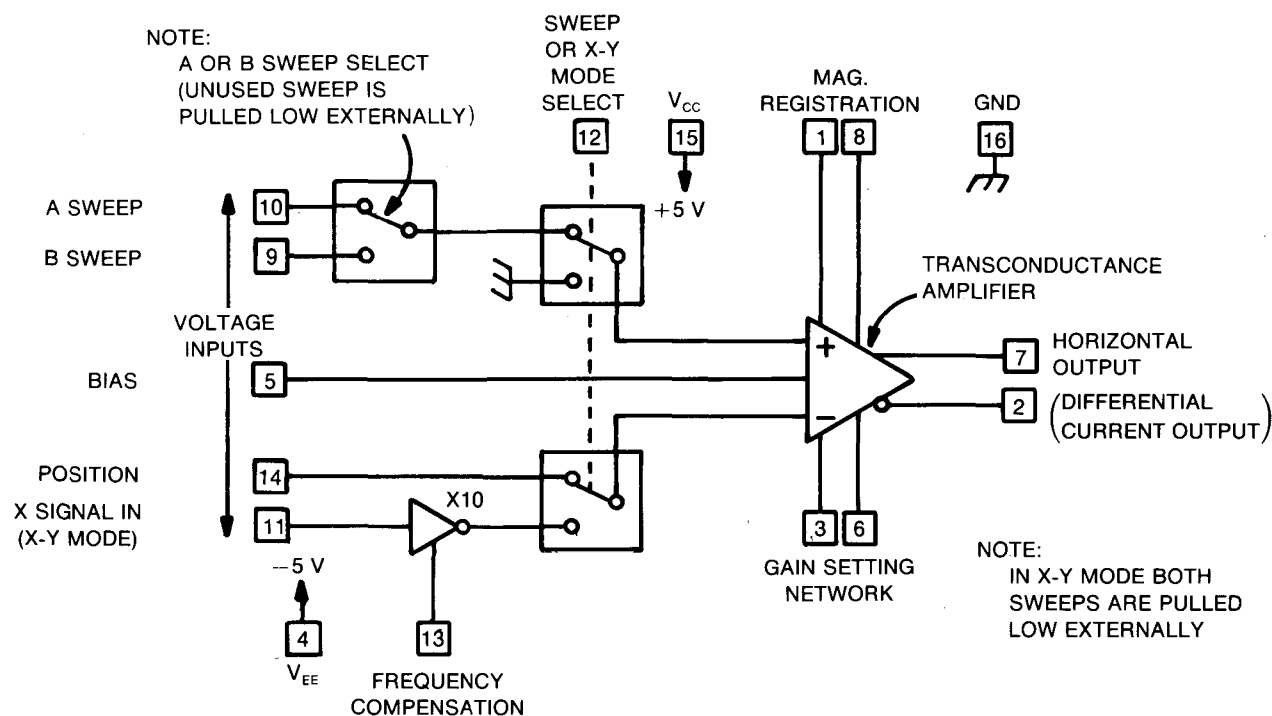 NOTE:
A OR B SWEEP SELECT
(UNUSED SWEEP IS
PULLED LOW EXTERNALLY)
SWEEP
OR X-Y
MODE
SELECT
12
VCC
15
+5 V
MAG.
REGISTRATION
1
8
GND
16
A SWEEP
10
B SWEEP
9
VOLTAGE
INPUTS
BIAS
5
TRANSCONDUCTANCE
AMPLIFIER
+
−
7
HORIZONTAL
OUTPUT
2
(DIFFERENTIAL
CURRENT OUTPUT)
POSITION
14
X SIGNAL IN
(X-Y MODE)
11
X10
−5 V
4
VEE
13
FREQUENCY
COMPENSATION
3
6
GAIN SETTING
NETWORK
NOTE:
IN X-Y MODE BOTH
SWEEPS ARE PULLED
LOW EXTERNALLY